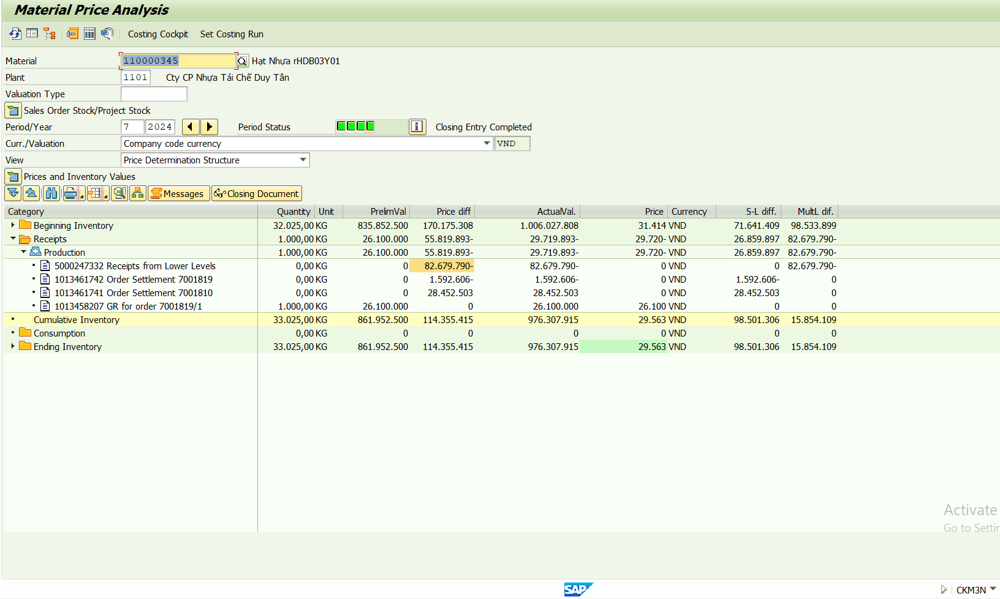 Material Price Analysis
Costing Cockpit Set Costing Run
Material 110000345 Hạt Nhựa rHDB03Y01
Plant 1101 Cty CP Nhựa Tái Chế Duy Tân
Valuation Type
Sales Order Stock/Project Stock
Period/Year 7 2024 Period Status Closing Entry Completed
Curr./Valuation Company code currency VND
View Price Determination Structure
Prices and Inventory Values
Messages Closing Document
Category Quantity Unit PrelimVal Price diff ActualVal. Price Currency S-L diff. MultL dif.
Beginning Inventory 32.025,00 KG 835.852.500 170.175.308 1.006.027.808 31.414 VND 71.641.409 98.533.899
Receipts 1.000,00 KG 26.100.000 55.819.893- 29.719.893- 29.720- VND 26.859.897 82.679.790-
Production 1.000,00 KG 26.100.000 55.819.893- 29.719.893- 29.720- VND 26.859.897 82.679.790-
5000247332 Receipts from Lower Levels 0,00 KG 0 82.679.790- 82.679.790- 0 VND 0 82.679.790-
1013461742 Order Settlement 7001819 0,00 KG 0 1.592.606- 1.592.606- 0 VND 1.592.606- 0
1013461741 Order Settlement 7001810 0,00 KG 0 28.452.503 28.452.503 0 VND 28.452.503 0
1013458207 GR for order 7001819/1 1.000,00 KG 26.100.000 0 26.100.000 26.100 VND 0 0
Cumulative Inventory 33.025,00 KG 861.952.500 114.355.415 976.307.915 29.563 VND 98.501.306 15.854.109
Consumption 0,00 KG 0 0 0 0 VND 0 0
Ending Inventory 33.025,00 KG 861.952.500 114.355.415 976.307.915 29.563 VND 98.501.306 15.854.109
Activate
Go to Settin
SAP CKM3N